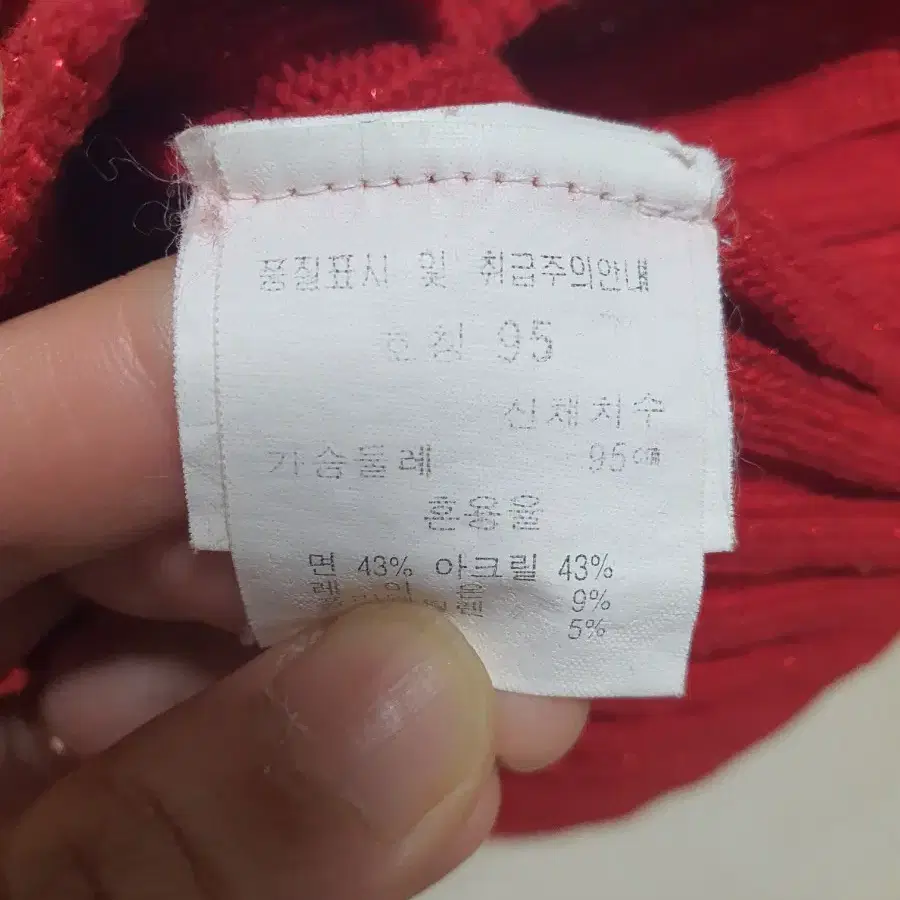 품질표시 및 취급주의안내
호칭 95
신체치수
가슴둘레 95㎝
혼용율
면 43% 아크릴 43%
9%
5%